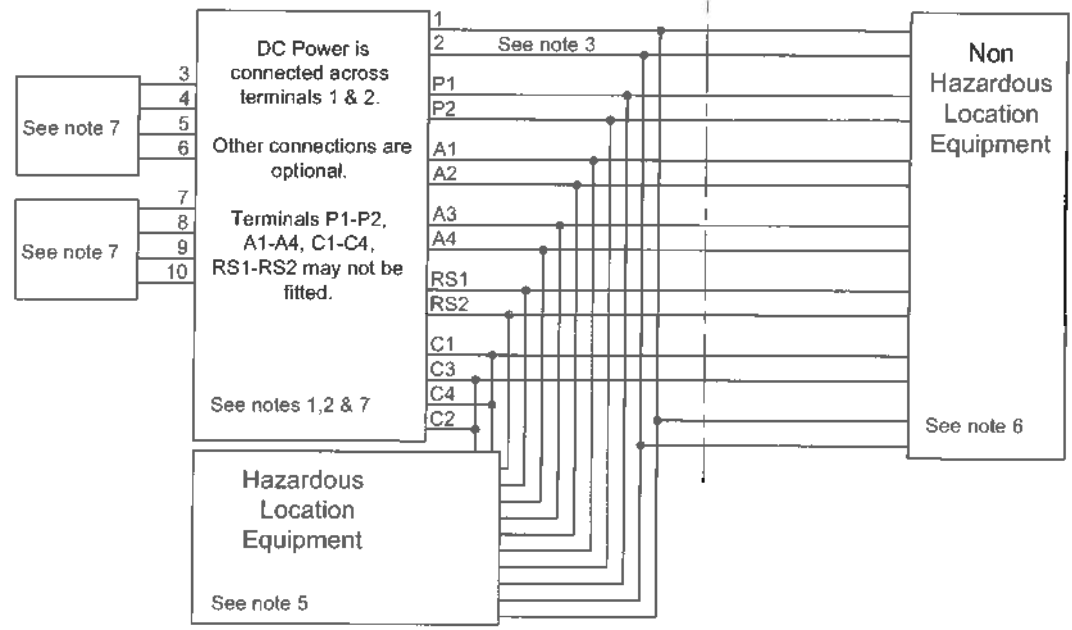 1
2
See note 3
P1
P2
A1
A2
A3
A4
RS1
RS2
C1
C3
C4
C2
3
4
5
6
See note 7
7
8
9
10
See note 7
DC Power is
connected across
terminals 1 & 2.
Other connections are
optional.
Terminals P1-P2,
A1-A4, C1-C4,
RS1-RS2 may not be
fitted.
See notes 1,2 & 7
Non
Hazardous
Location
Equipment
See note 6
Hazardous
Location
Equipment
See note 5